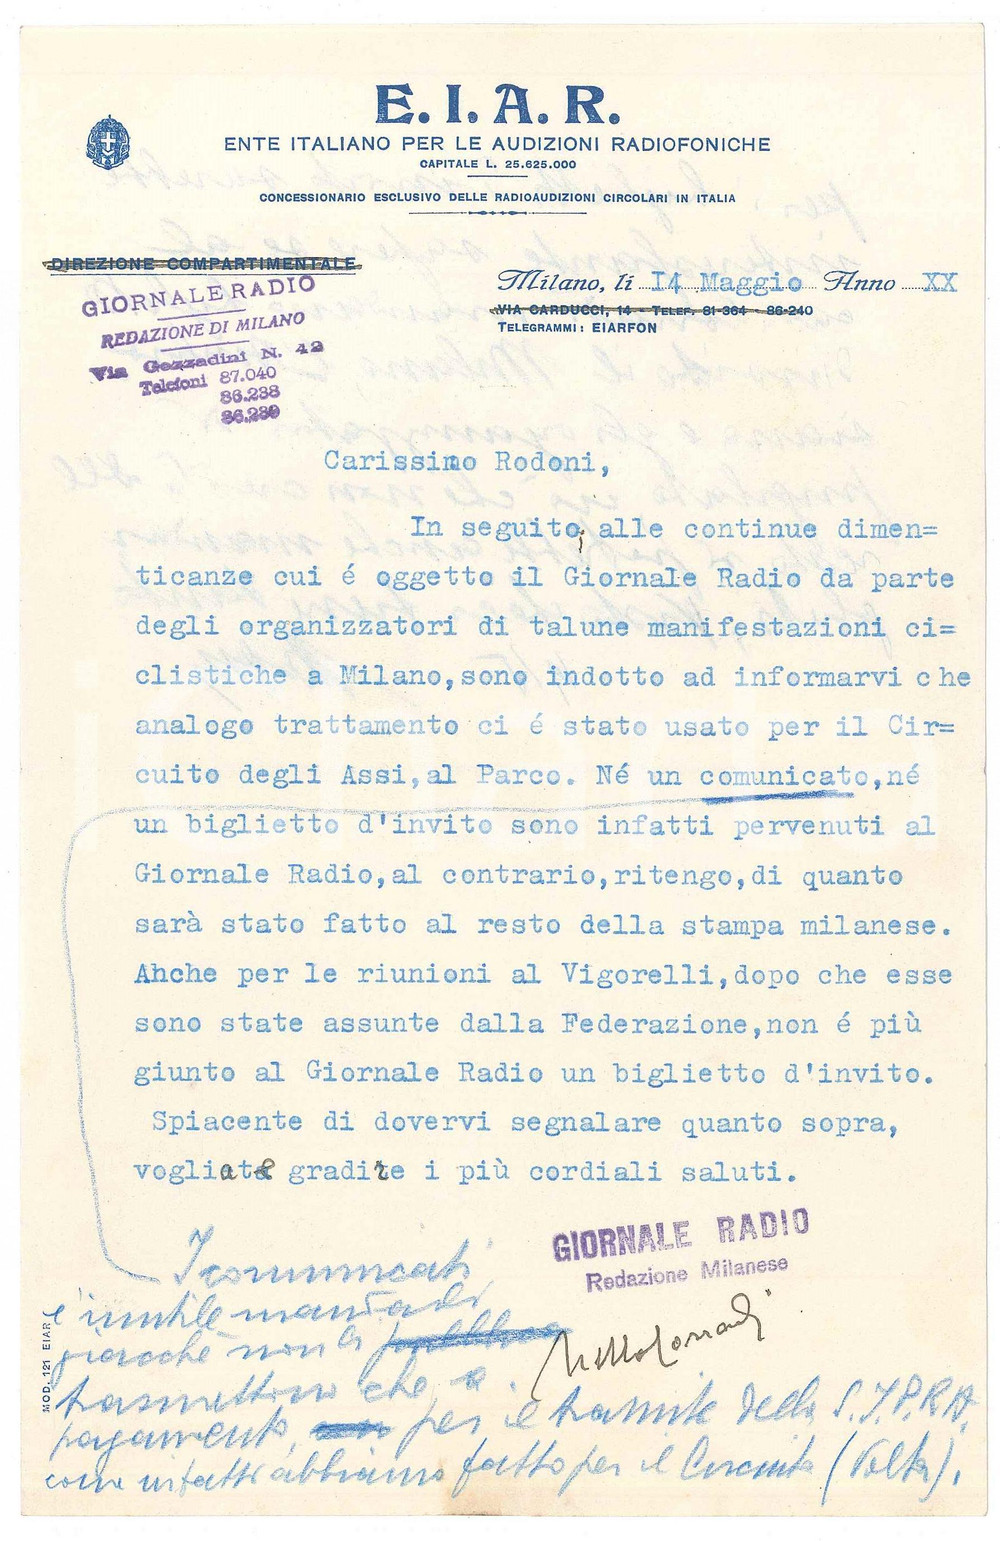 E.I.A.R.
ENTE ITALIANO PER LE AUDIZIONI RADIOFONICHE
CAPITALE L. 25.625.000
CONCESSIONARIO ESCLUSIVO DELLE RADIOAUDIZIONI CIRCOLARI IN ITALIA
DIREZIONE COMPARTIMENTALE
GIORNALE RADIO
REDAZIONE DI MILANO
Via Gozzadini N. 42
Telefoni 87.040
86.238
86.239
Milano, li 14 Maggio Anno XX
VIA CARDUCCI, 14 - TELEF. 81-364 - 86-240
TELEGRAMMI: EIARFON
Carissimo Rodoni,
In seguito, alle continue dimen=
ticanze cui é oggetto il Giornale Radio da parte
degli organizzatori di talune manifestazioni ci=
clistiche a Milano,sono indotto ad informarvi che
analogo trattamento ci é stato usato per il Cir=
cuito degli Assi,al Parco. Né un comunicato,né
un biglietto d'invito sono infatti pervenuti al
Giornale Radio,al contrario,ritengo,di quanto
sarà stato fatto al resto della stampa milanese.
Ahche per le riunioni al Vigorelli,dopo che esse
sono state assunte dalla Federazione,non é più
giunto al Giornale Radio un biglietto d'invito.
Spiacente di dovervi segnalare quanto sopra,
vogliate gradire i più cordiali saluti.
GIORNALE RADIO
Redazione Milanese
I comunicati
è inutile mandarli
giacchè non li
trasmettono che a
pagamento, per il tramite della S.I.P.R.A.
come infatti abbiamo fatto per il Circuito (Volta).
MOD. 121 EIAR